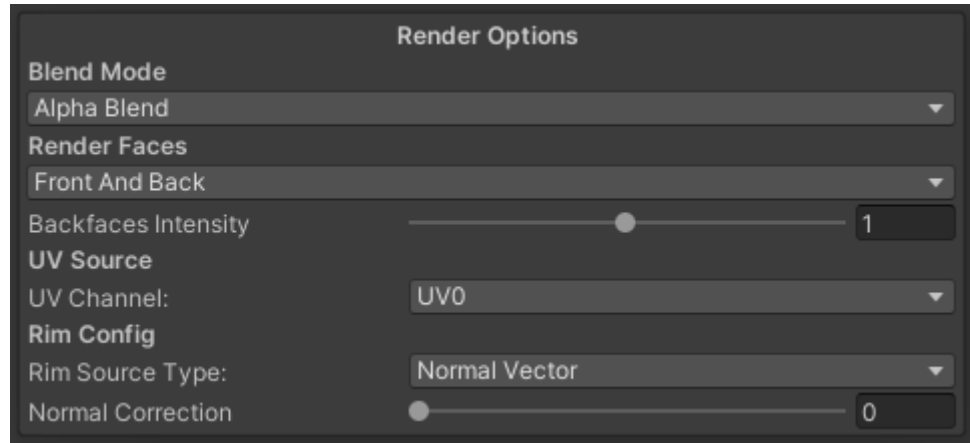 Render Options
Blend Mode
Alpha Blend
Render Faces
Front And Back
Backfaces Intensity 1
UV Source
UV Channel: UV0
Rim Config
Rim Source Type: Normal Vector
Normal Correction 0